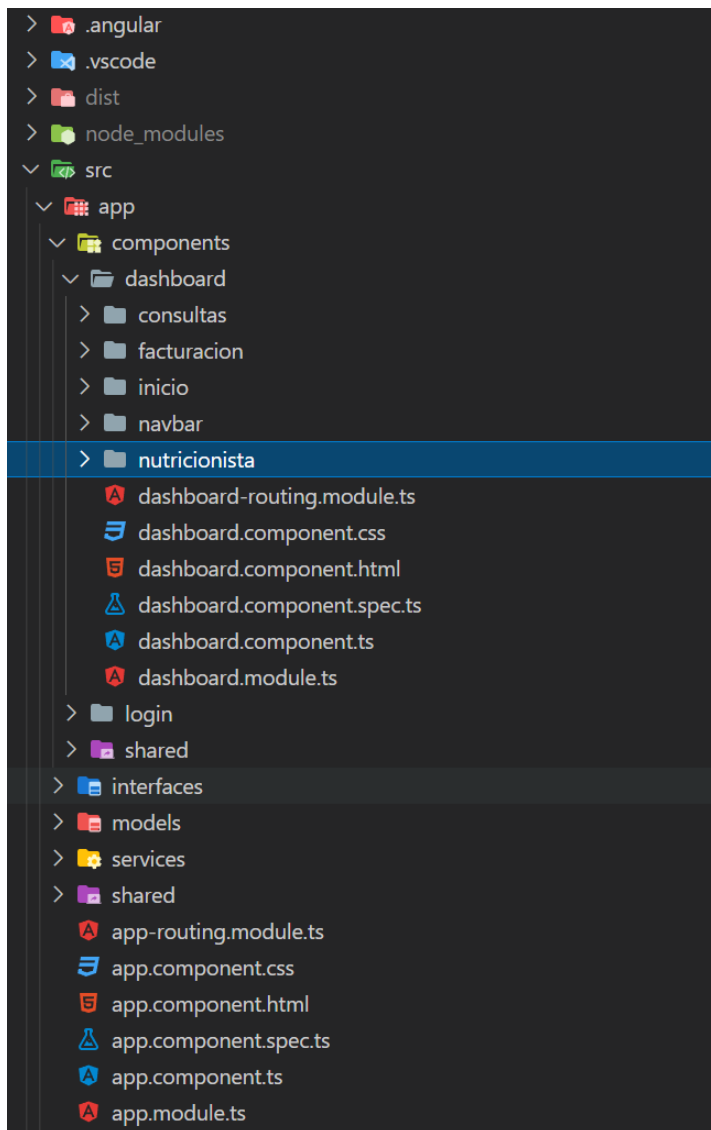 .angular
.vscode
dist
node_modules
src
app
components
dashboard
consultas
facturacion
inicio
navbar
nutricionista
dashboard-routing.module.ts
dashboard.component.css
dashboard.component.html
dashboard.component.spec.ts
dashboard.component.ts
dashboard.module.ts
login
shared
interfaces
models
services
shared
app-routing.module.ts
app.component.css
app.component.html
app.component.spec.ts
app.component.ts
app.module.ts